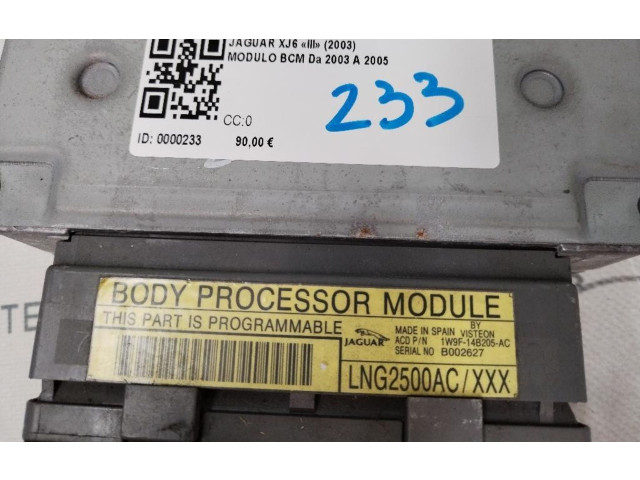 JAGUAR XJ6 «III» (2003)
MODULO BCM Da 2003 A 2005
CC:0
233
ID: 0000233 90,00 €
BODY PROCESSOR MODULE
THIS PART IS PROGRAMMABLE
JAGUAR
MADE IN SPAIN BY VISTEON
ACD P/N 1W9F-14B205-AC
SERIAL NO B002627
LNG2500AC/XXX
TE